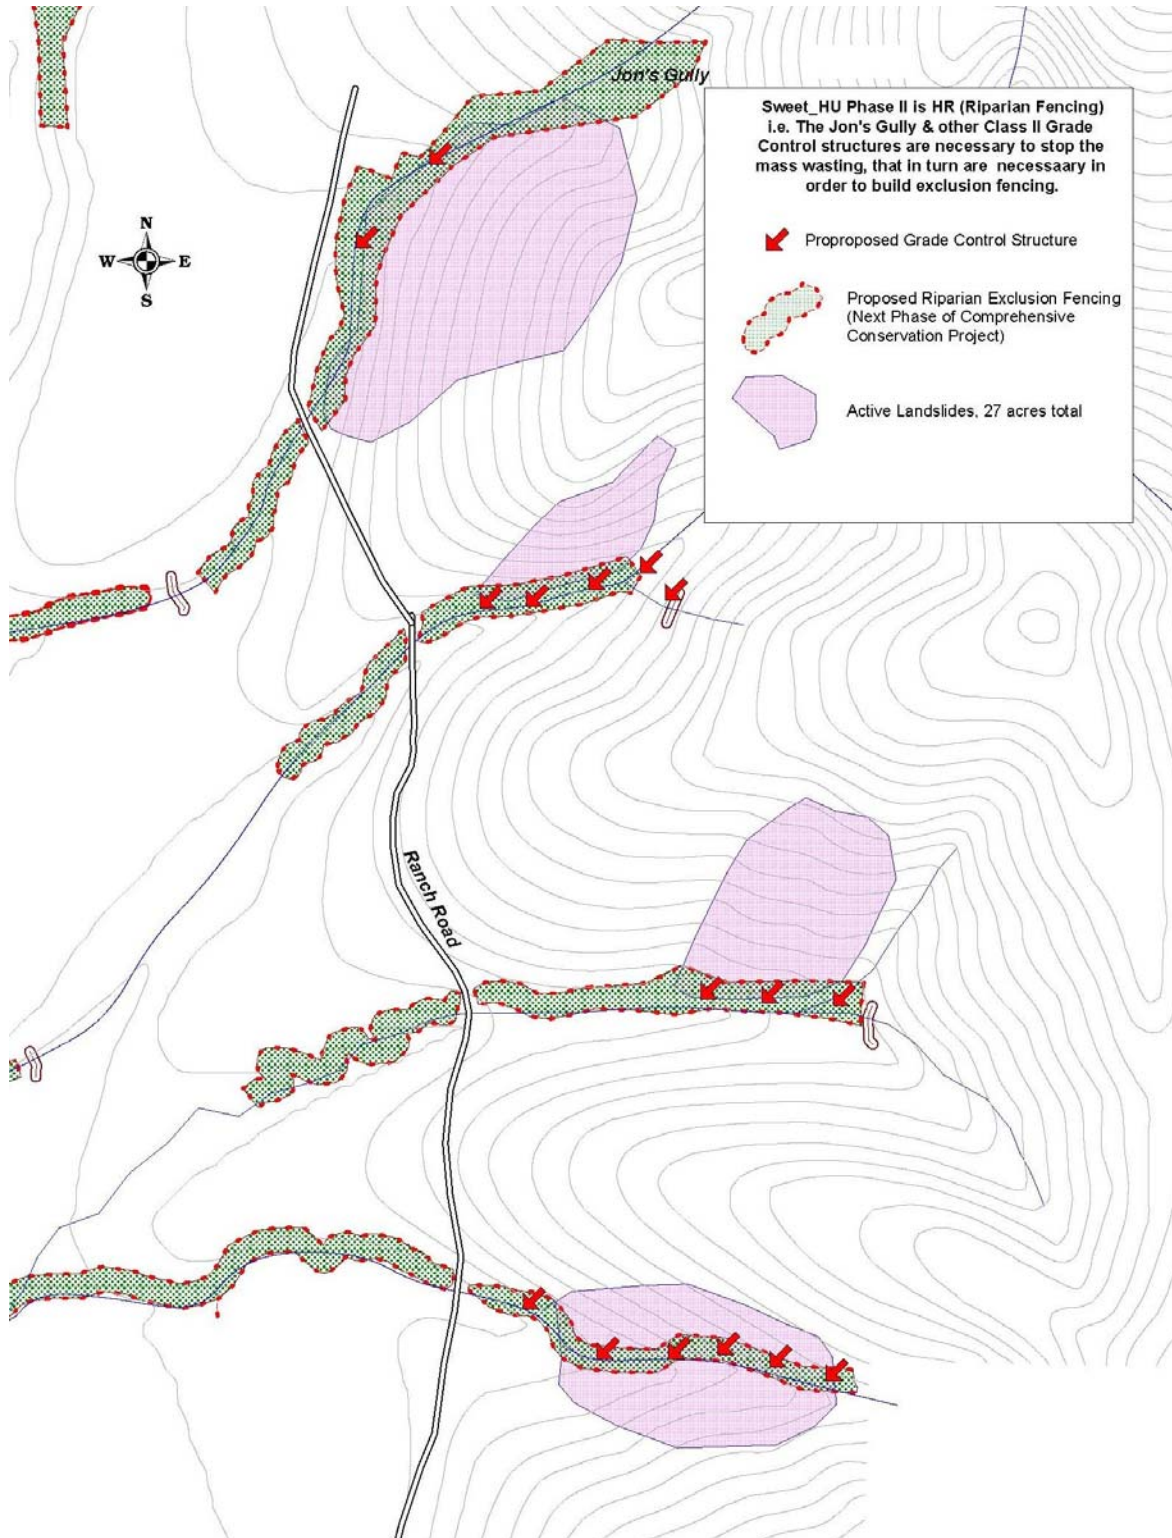 Jon's Gully
Sweet_HU Phase II is HR (Riparian Fencing)
i.e. The Jon's Gully & other Class II Grade
Control structures are necessary to stop the
mass wasting, that in turn are necessaary in
order to build exclusion fencing.
N
W E
S
Proproposed Grade Control Structure
Proposed Riparian Exclusion Fencing
(Next Phase of Comprehensive
Conservation Project)
Active Landslides, 27 acres total
Ranch Road